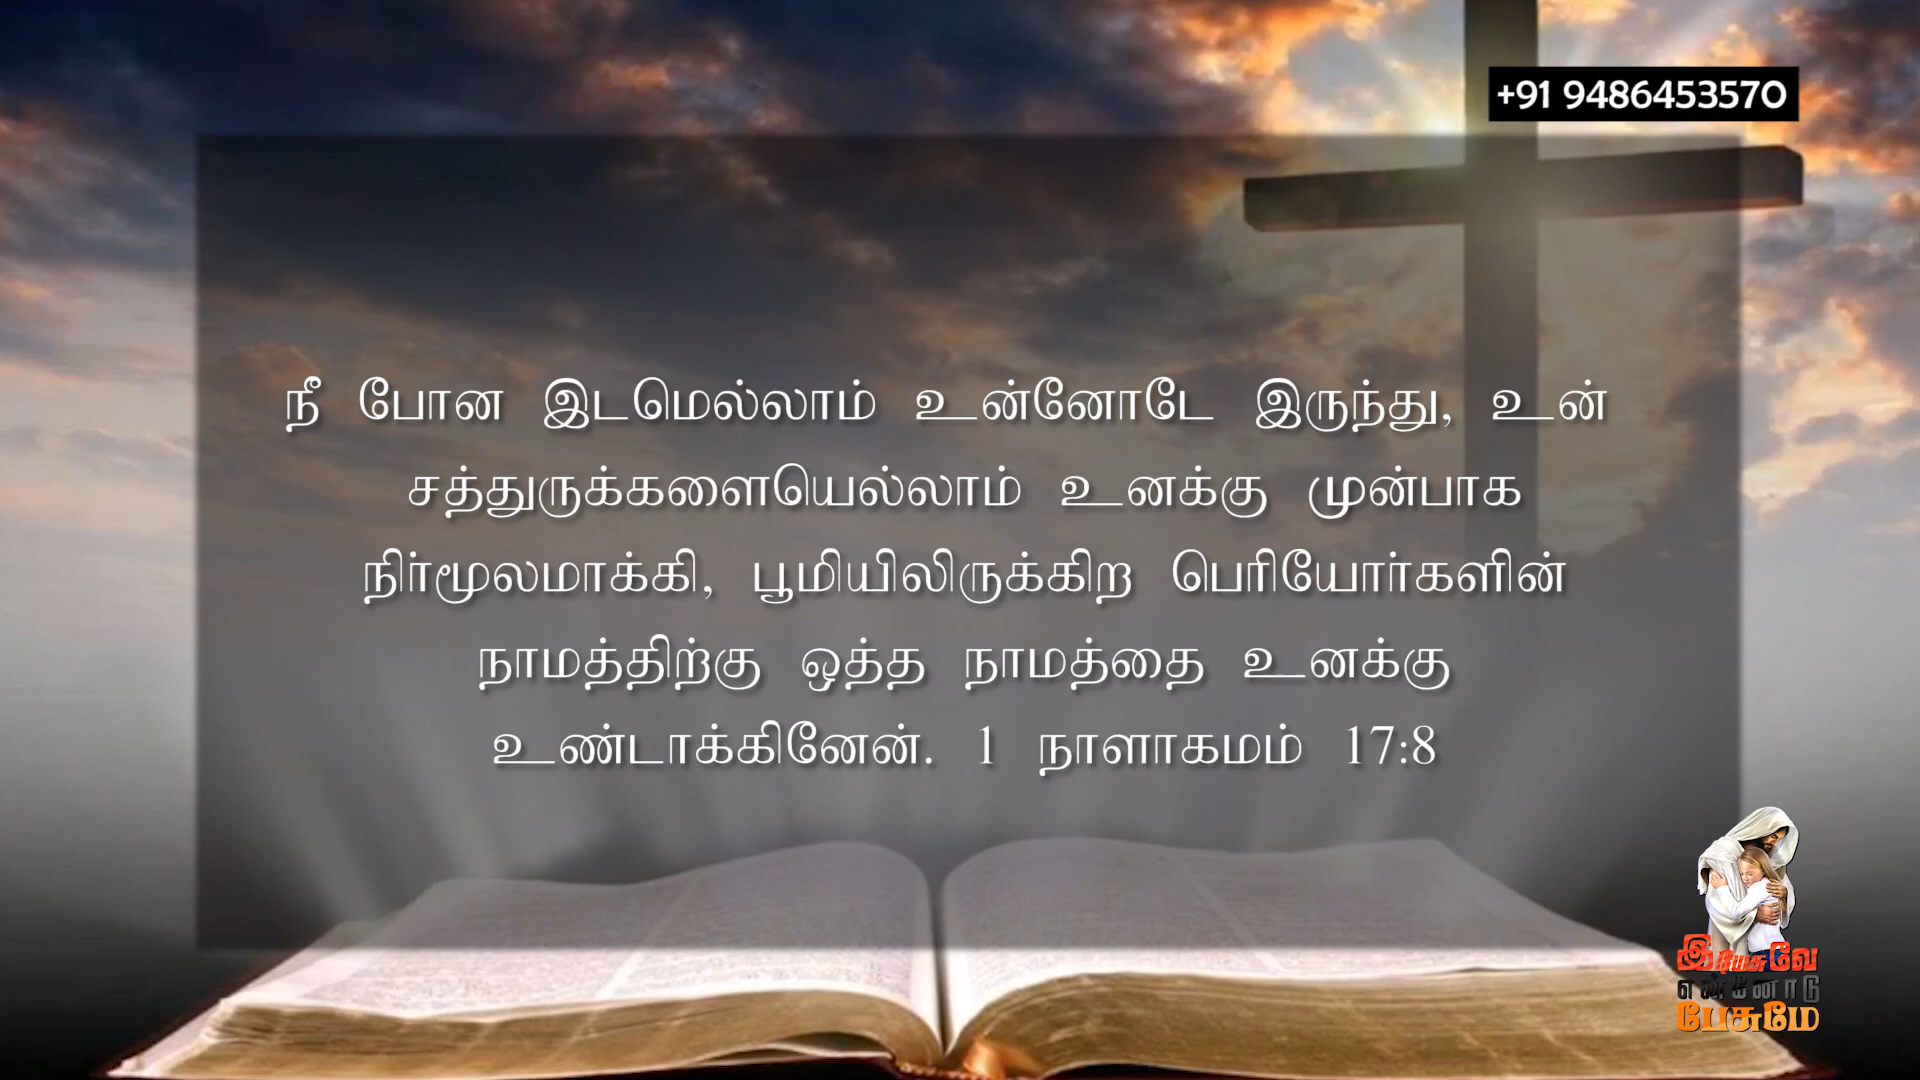 +91 9486453570
நீ போன இடமெல்லாம் உன்னோடே இருந்து, உன்
சத்துருக்களையெல்லாம் உனக்கு முன்பாக
நிர்மூலமாக்கி, பூமியிலிருக்கிற பெரியோர்களின்
நாமத்திற்கு ஒத்த நாமத்தை உனக்கு
உண்டாக்கினேன். 1 நாளாகமம் 17:8
இயேசுவே
என்னோடு
பேசுமே